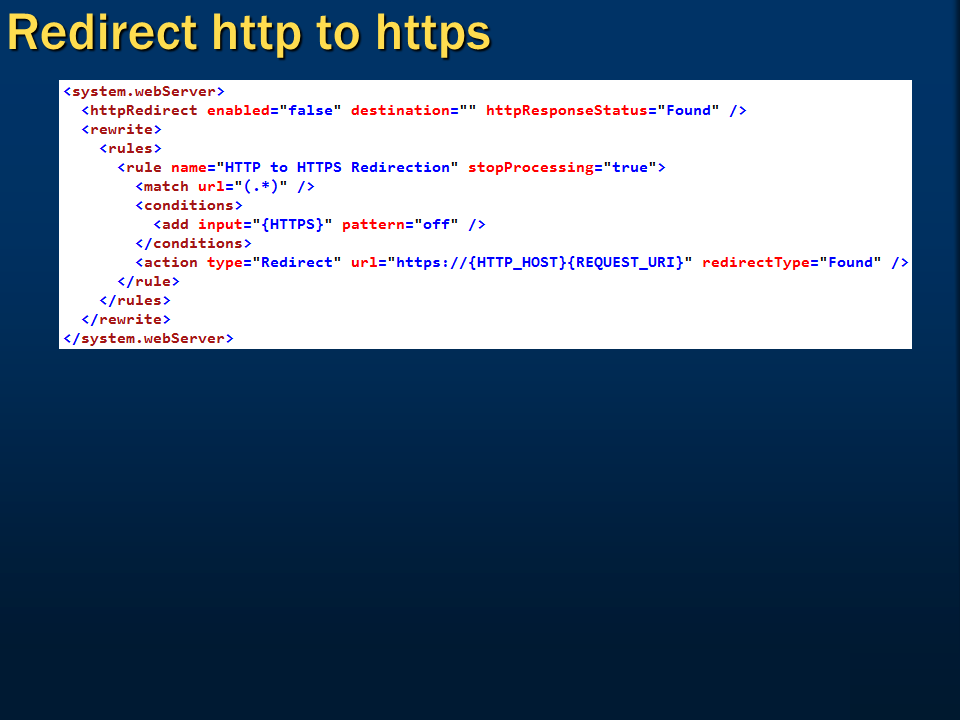 Redirect http to https
<system.webServer>
  <httpRedirect enabled="false" destination="" httpResponseStatus="Found" />
  <rewrite>
    <rules>
      <rule name="HTTP to HTTPS Redirection" stopProcessing="true">
        <match url="(.*)" />
        <conditions>
          <add input="{HTTPS}" pattern="off" />
        </conditions>
        <action type="Redirect" url="https://{HTTP_HOST}{REQUEST_URI}" redirectType="Found" />
      </rule>
    </rules>
  </rewrite>
</system.webServer>